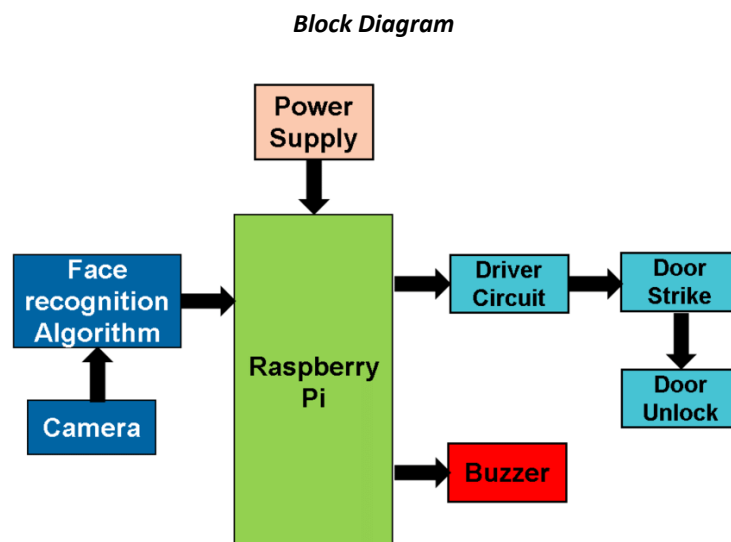 Block Diagram
Power
Supply
Face
recognition
Algorithm
Camera
Raspberry
Pi
Driver
Circuit
Door
Strike
Door
Unlock
Buzzer